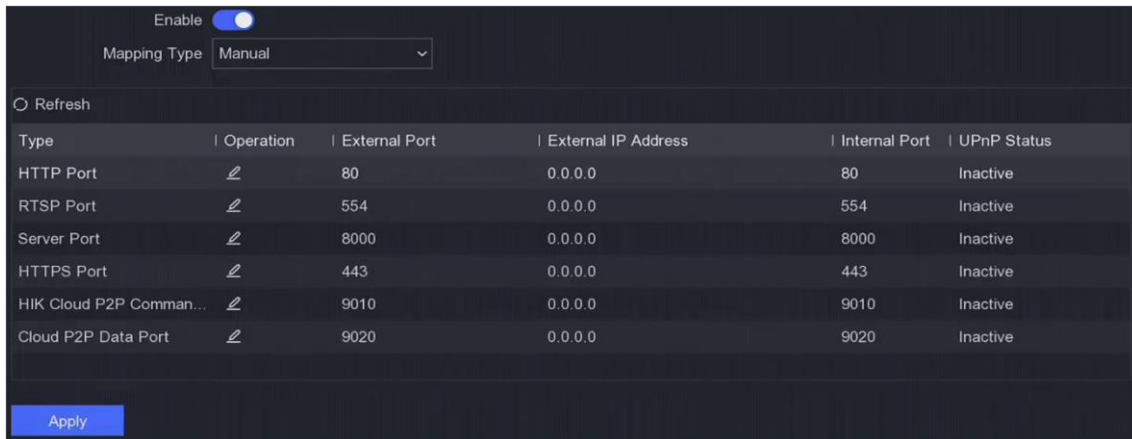 Enable
Mapping Type Manual
Refresh
Type Operation External Port External IP Address Internal Port UPnP Status
HTTP Port 80 0.0.0.0 80 Inactive
RTSP Port 554 0.0.0.0 554 Inactive
Server Port 8000 0.0.0.0 8000 Inactive
HTTPS Port 443 0.0.0.0 443 Inactive
HIK Cloud P2P Comman... 9010 0.0.0.0 9010 Inactive
Cloud P2P Data Port 9020 0.0.0.0 9020 Inactive
Apply